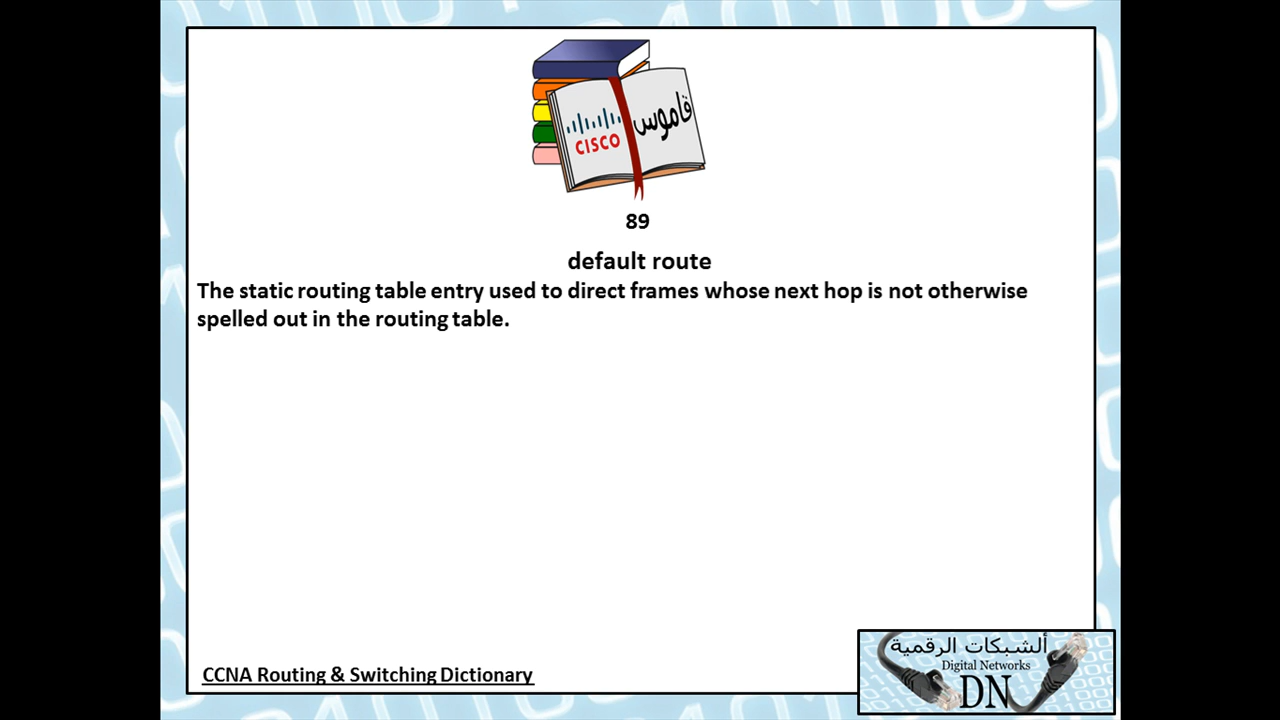 CISCO
قاموس
89
default route
The static routing table entry used to direct frames whose next hop is not otherwise
spelled out in the routing table.
CCNA Routing & Switching Dictionary
ألشبكات الرقمية
Digital Networks
DN